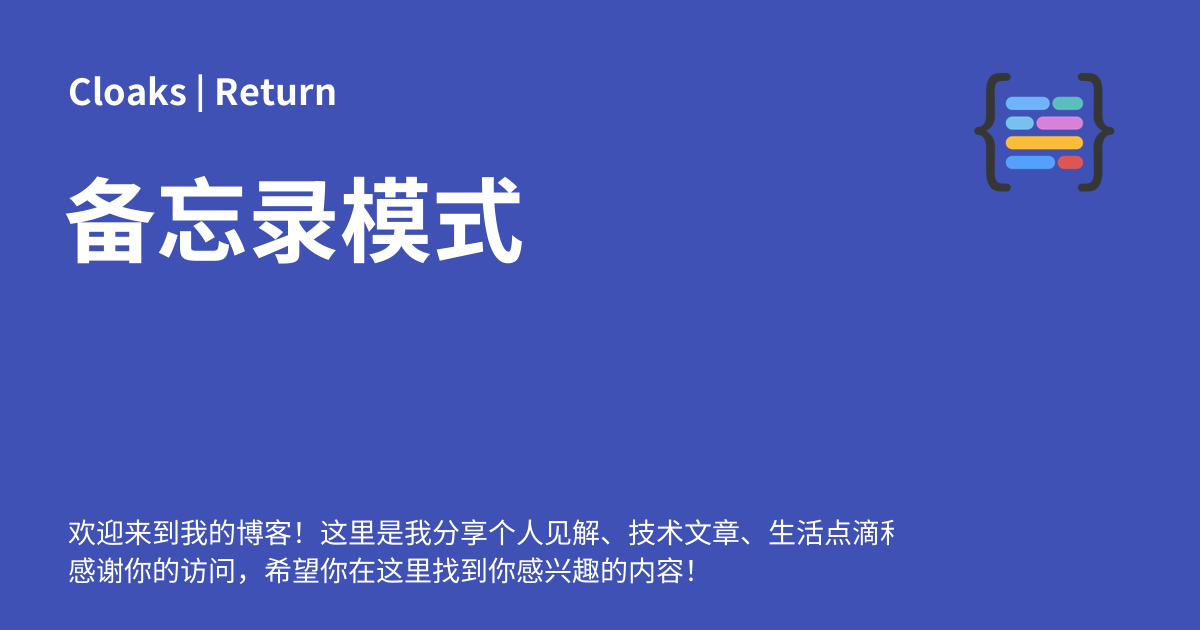 Cloaks | Return
备忘录模式
欢迎来到我的博客！这里是我分享个人见解、技术文章、生活点滴
感谢你的访问，希望你在这里找到你感兴趣的内容！